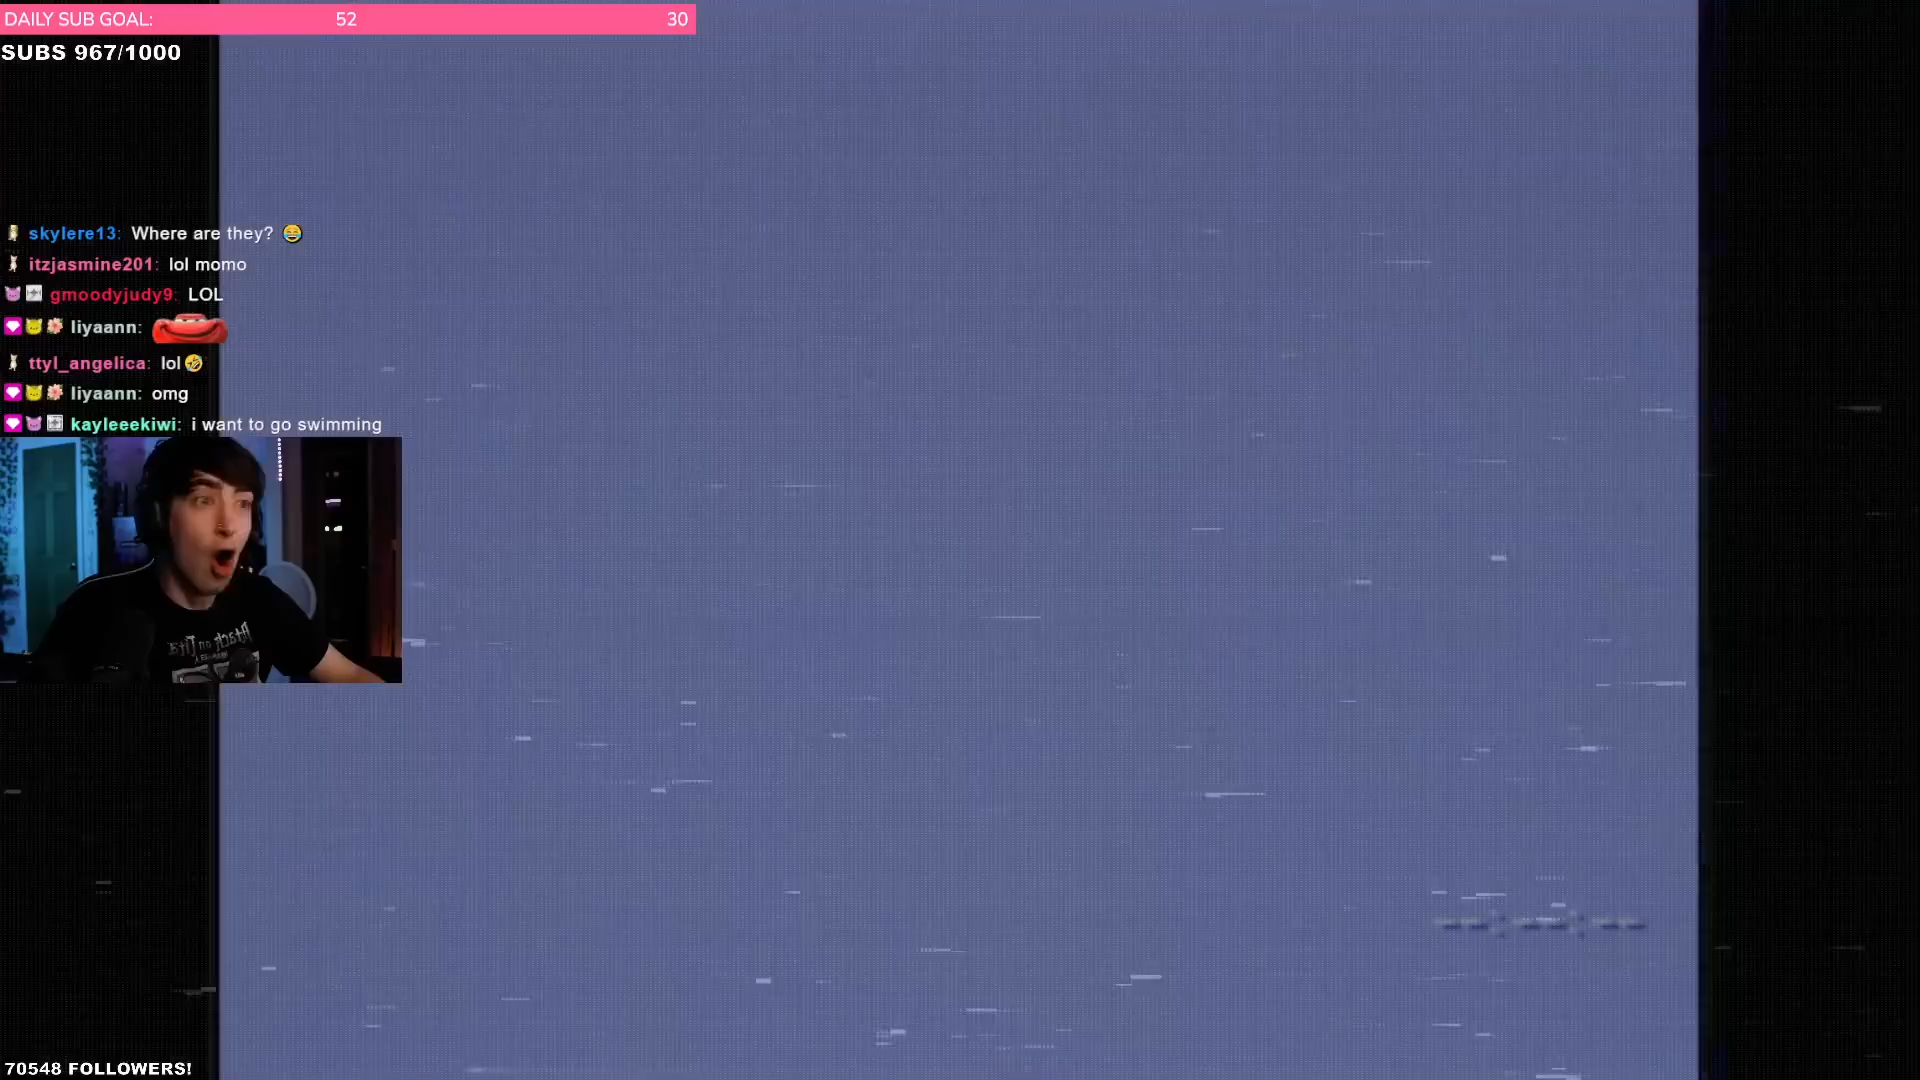 DAILY SUB GOAL: 52 30
SUBS 967/1000
skylere13: Where are they? 😂
itzjasmine201: lol momo
gmoodyjudy9: LOL
liyaann:
ttyl_angelica: lol🤣
liyaann: omg
kayleeekiwi: i want to go swimming
70548 FOLLOWERS!